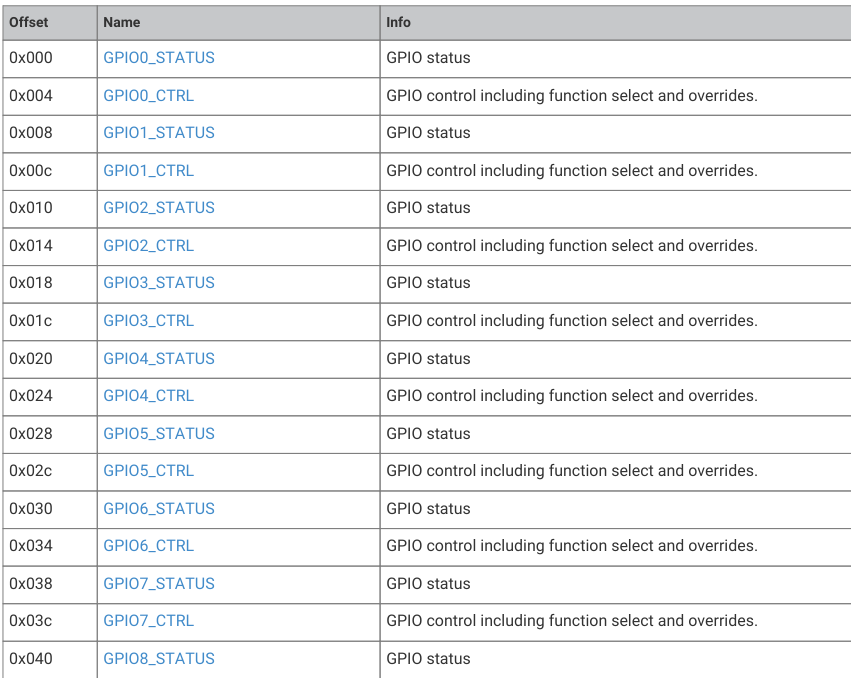 Offset Name Info
0x000 GPIO0_STATUS GPIO status
0x004 GPIO0_CTRL GPIO control including function select and overrides.
0x008 GPIO1_STATUS GPIO status
0x00c GPIO1_CTRL GPIO control including function select and overrides.
0x010 GPIO2_STATUS GPIO status
0x014 GPIO2_CTRL GPIO control including function select and overrides.
0x018 GPIO3_STATUS GPIO status
0x01c GPIO3_CTRL GPIO control including function select and overrides.
0x020 GPIO4_STATUS GPIO status
0x024 GPIO4_CTRL GPIO control including function select and overrides.
0x028 GPIO5_STATUS GPIO status
0x02c GPIO5_CTRL GPIO control including function select and overrides.
0x030 GPIO6_STATUS GPIO status
0x034 GPIO6_CTRL GPIO control including function select and overrides.
0x038 GPIO7_STATUS GPIO status
0x03c GPIO7_CTRL GPIO control including function select and overrides.
0x040 GPIO8_STATUS GPIO status